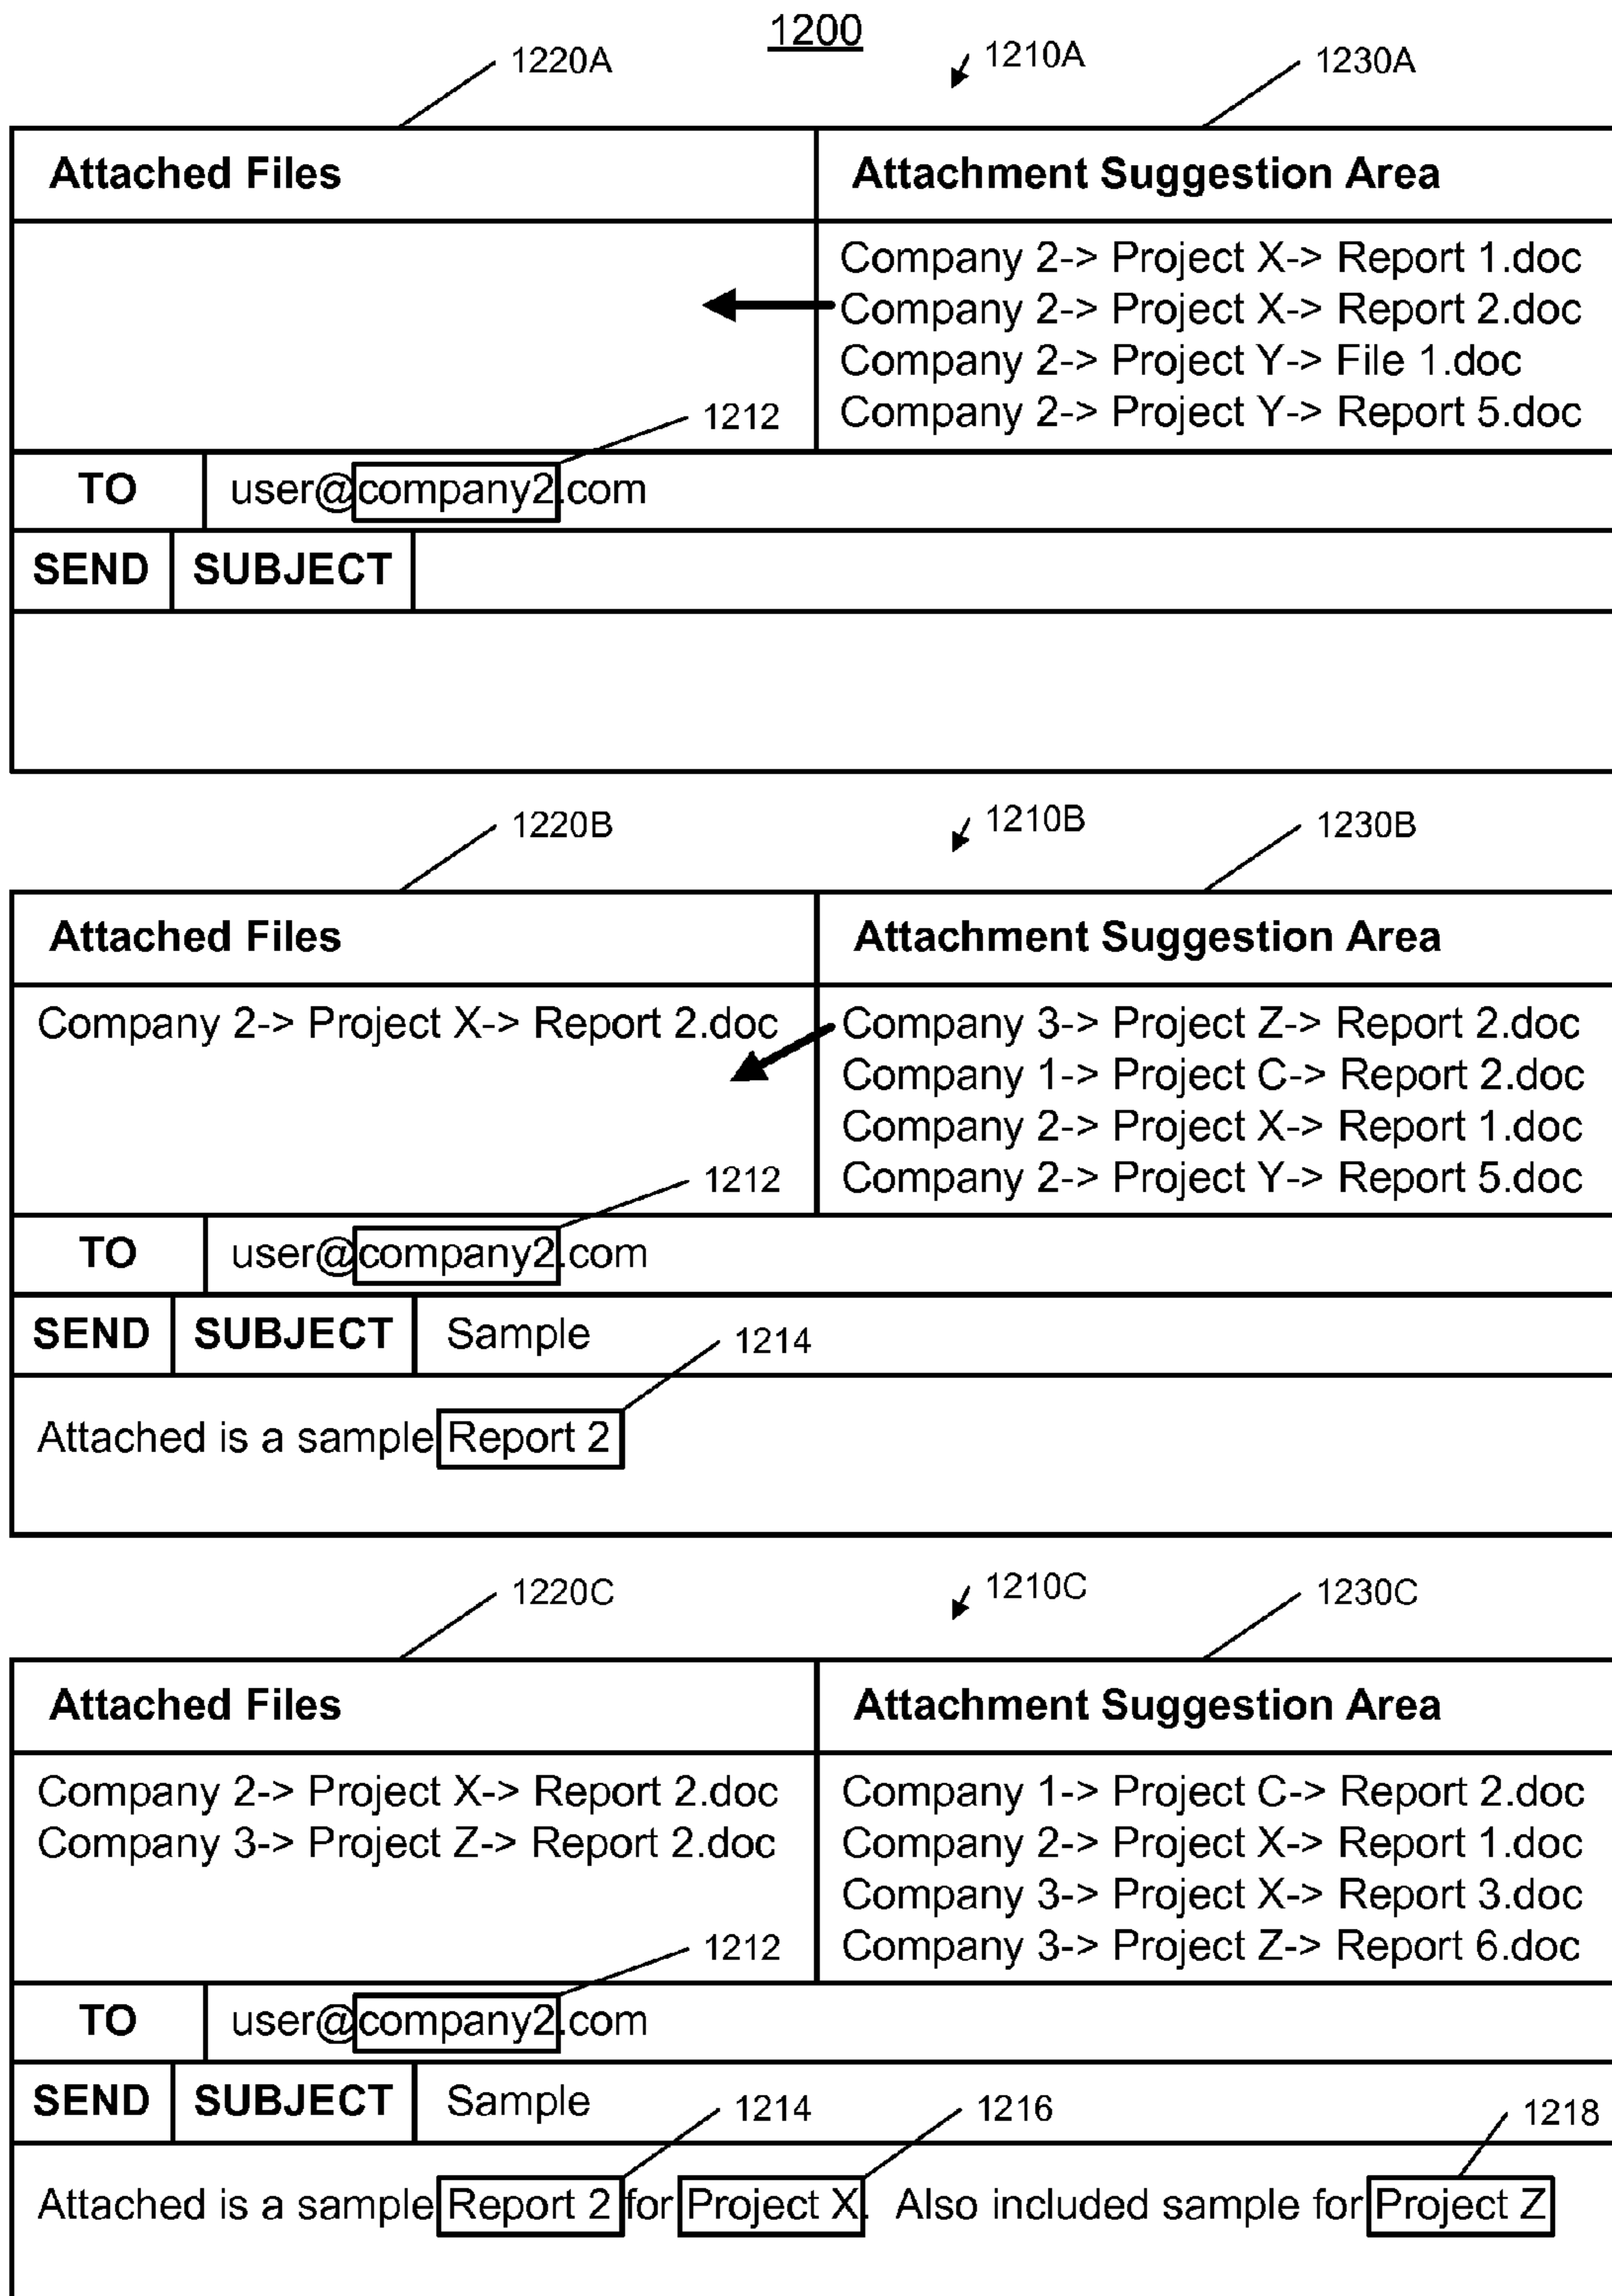 1200
1220A 1210A 1230A
Attached Files Attachment Suggestion Area
Company 2-> Project X-> Report 1.doc
Company 2-> Project X-> Report 2.doc
Company 2-> Project Y-> File 1.doc
1212 Company 2-> Project Y-> Report 5.doc
TO user@company2.com
SEND SUBJECT
1220B 1210B 1230B
Attached Files Attachment Suggestion Area
Company 2-> Project X-> Report 2.doc Company 3-> Project Z-> Report 2.doc
Company 1-> Project C-> Report 2.doc
Company 2-> Project X-> Report 1.doc
1212 Company 2-> Project Y-> Report 5.doc
TO user@company2.com
SEND SUBJECT Sample 1214
Attached is a sample Report 2
1220C 1210C 1230C
Attached Files Attachment Suggestion Area
Company 2-> Project X-> Report 2.doc Company 1-> Project C-> Report 2.doc
Company 3-> Project Z-> Report 2.doc Company 2-> Project X-> Report 1.doc
Company 3-> Project X-> Report 3.doc
1212 Company 3-> Project Z-> Report 6.doc
TO user@company2.com
SEND SUBJECT Sample 1214 1216 1218
Attached is a sample Report 2 for Project X. Also included sample for Project Z